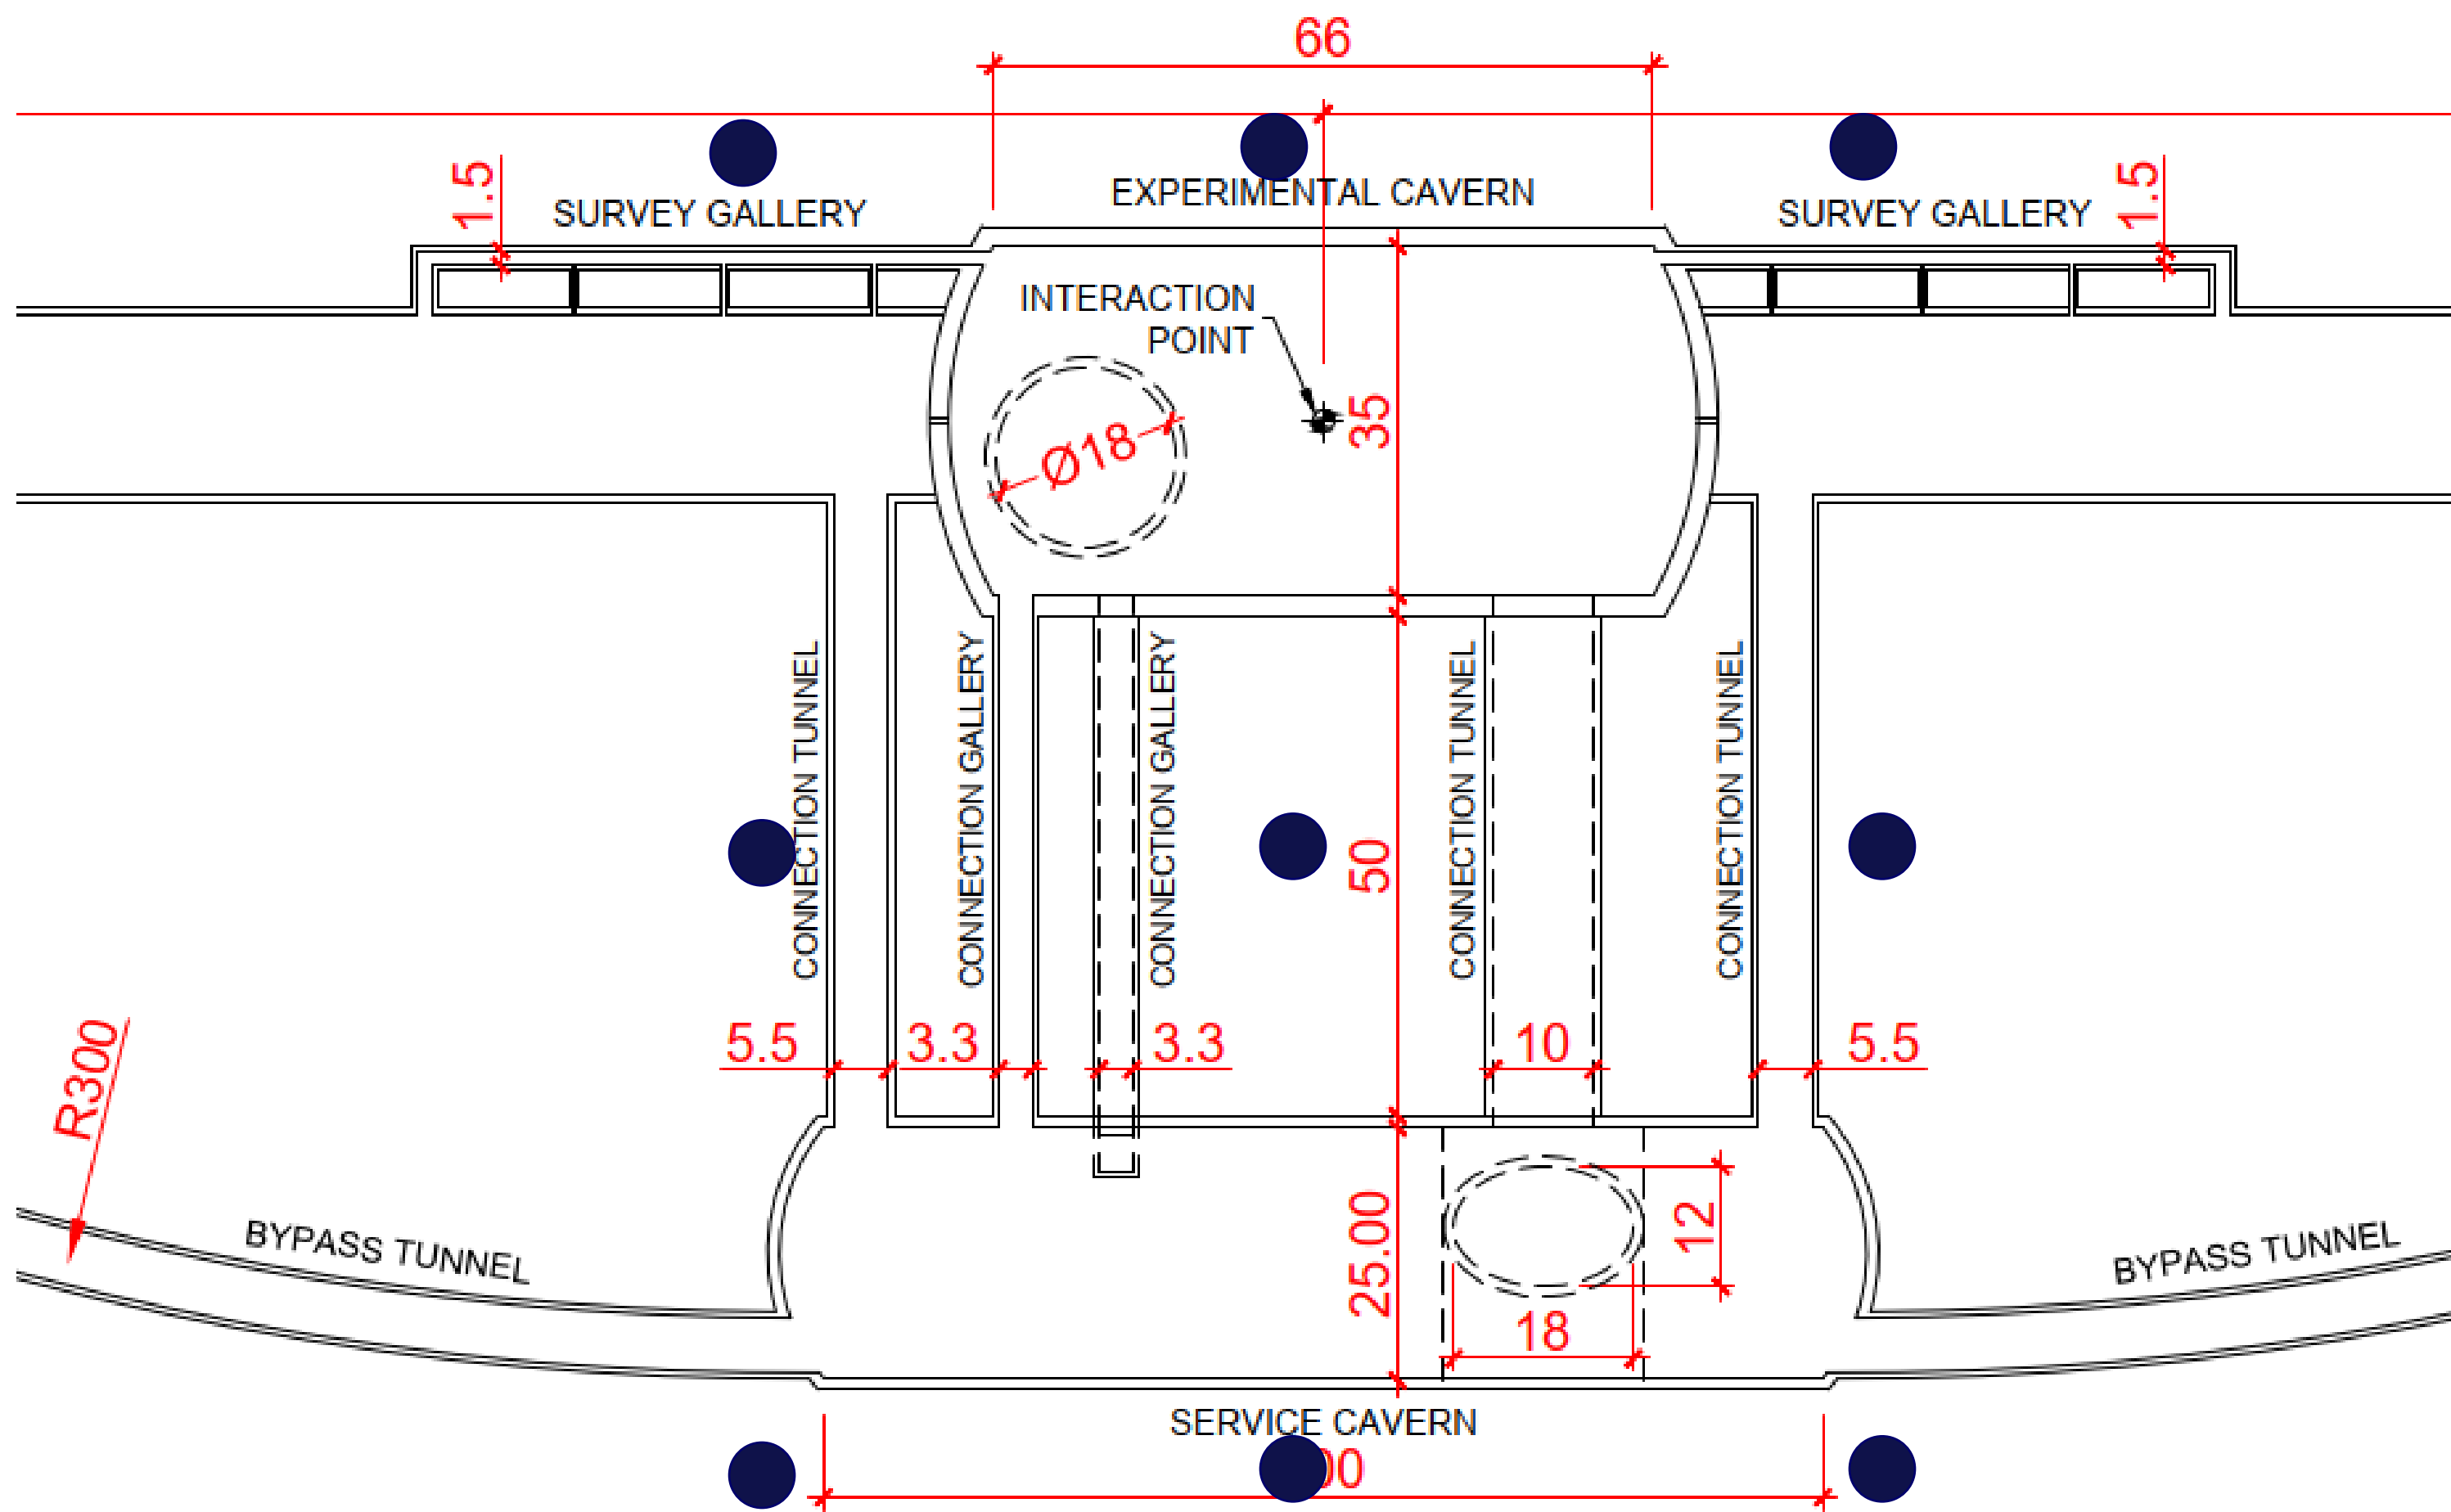 66
1.5
SURVEY GALLERY
EXPERIMENTAL CAVERN
SURVEY GALLERY
1.5
INTERACTION
POINT
Ø18
35
CONNECTION TUNNEL
CONNECTION GALLERY
CONNECTION GALLERY
CONNECTION TUNNEL
CONNECTION TUNNEL
50
5.5
3.3
3.3
10
5.5
R300
BYPASS TUNNEL
25.00
12
18
BYPASS TUNNEL
SERVICE CAVERN